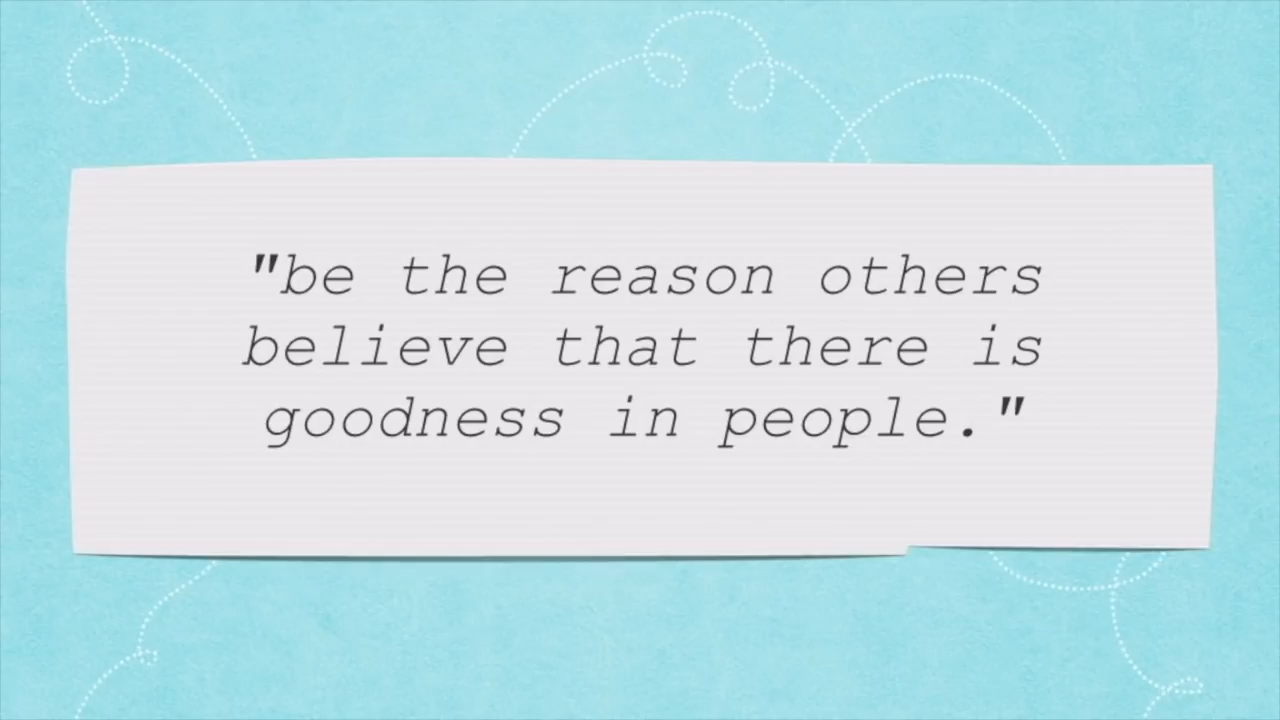 "be the reason others
believe that there is
goodness in people."